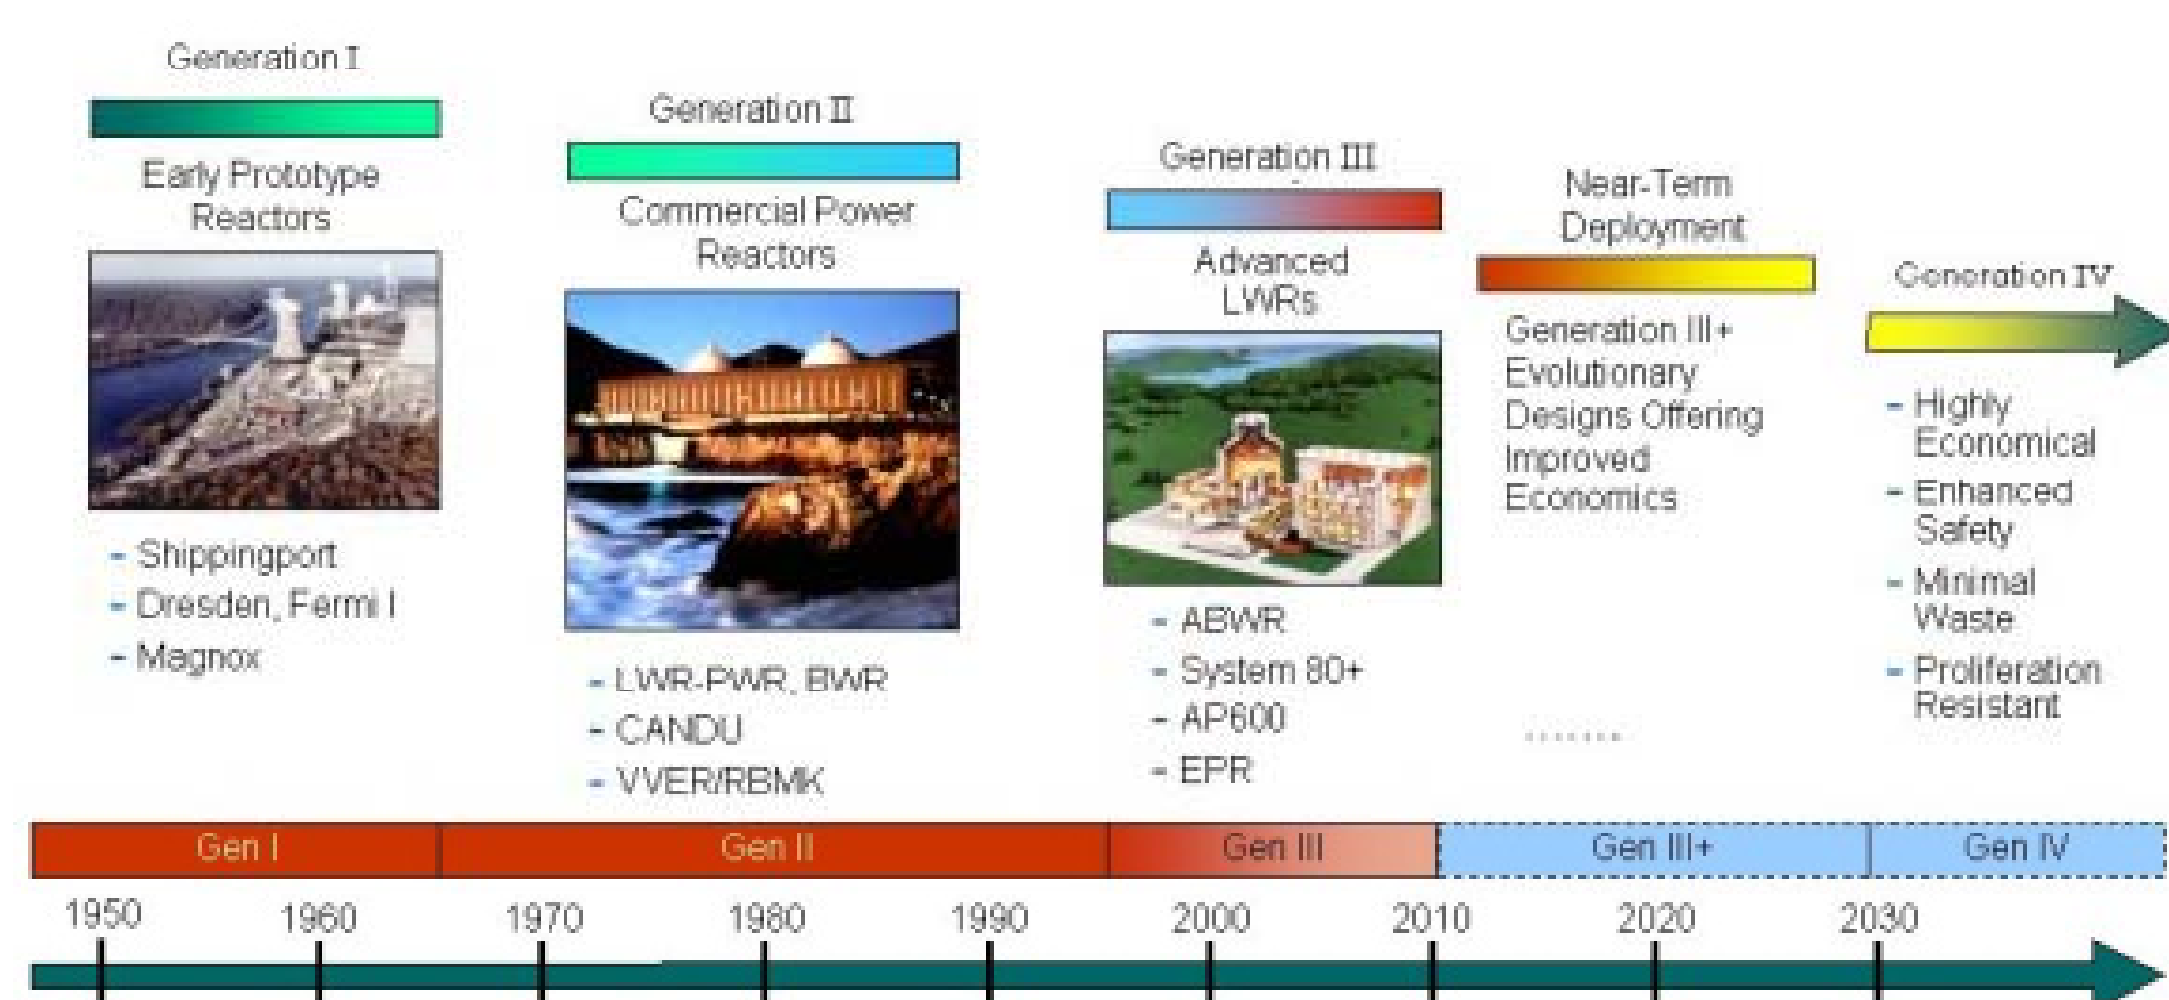 Generation I
Early Prototype
Reactors
- Shippingport
- Dresden, Fermi I
- Magnox
Generation II
Commercial Power
Reactors
- LWR-PWR, BWR
- CANDU
- VVER/RBMK
Generation III
Advanced
LWRs
- ABWR
- System 80+
- AP600
- EPR
Near-Term
Deployment
Generation III+
Evolutionary
Designs Offering
Improved
Economics
.......
Generation IV
- Highly
Economical
- Enhanced
Safety
- Minimal
Waste
- Proliferation
Resistant
Gen I
Gen II
Gen III
Gen III+
Gen IV
1950
1960
1970
1980
1990
2000
2010
2020
2030